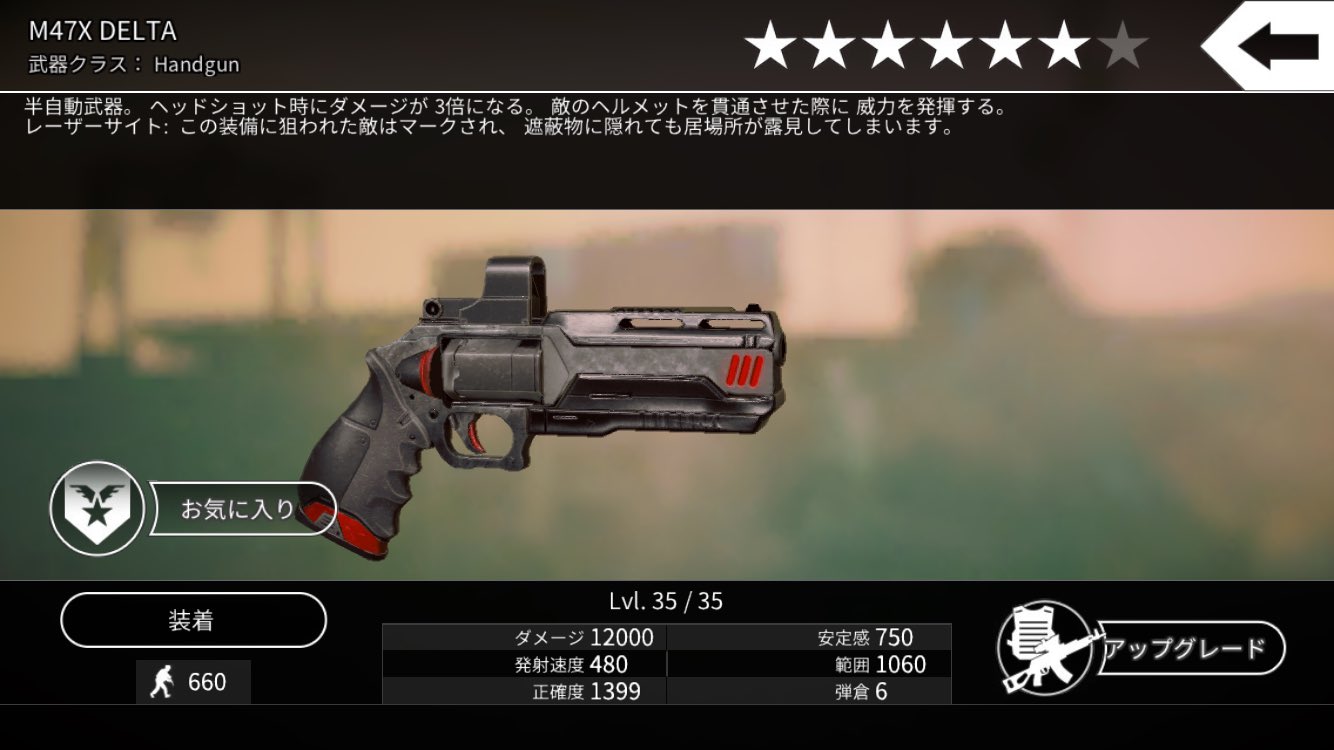 M47X DELTA
武器クラス： Handgun
半自動武器。 ヘッドショット時にダメージが 3倍になる。 敵のヘルメットを貫通させた際に 威力を発揮する。
レーザーサイト: この装備に狙われた敵はマークされ、 遮蔽物に隠れても居場所が露見してしまいます。
お気に入り
装着
660
Lvl. 35 / 35
ダメージ 12000 安定感 750
発射速度 480 範囲 1060
正確度 1399 弾倉 6
アップグレード